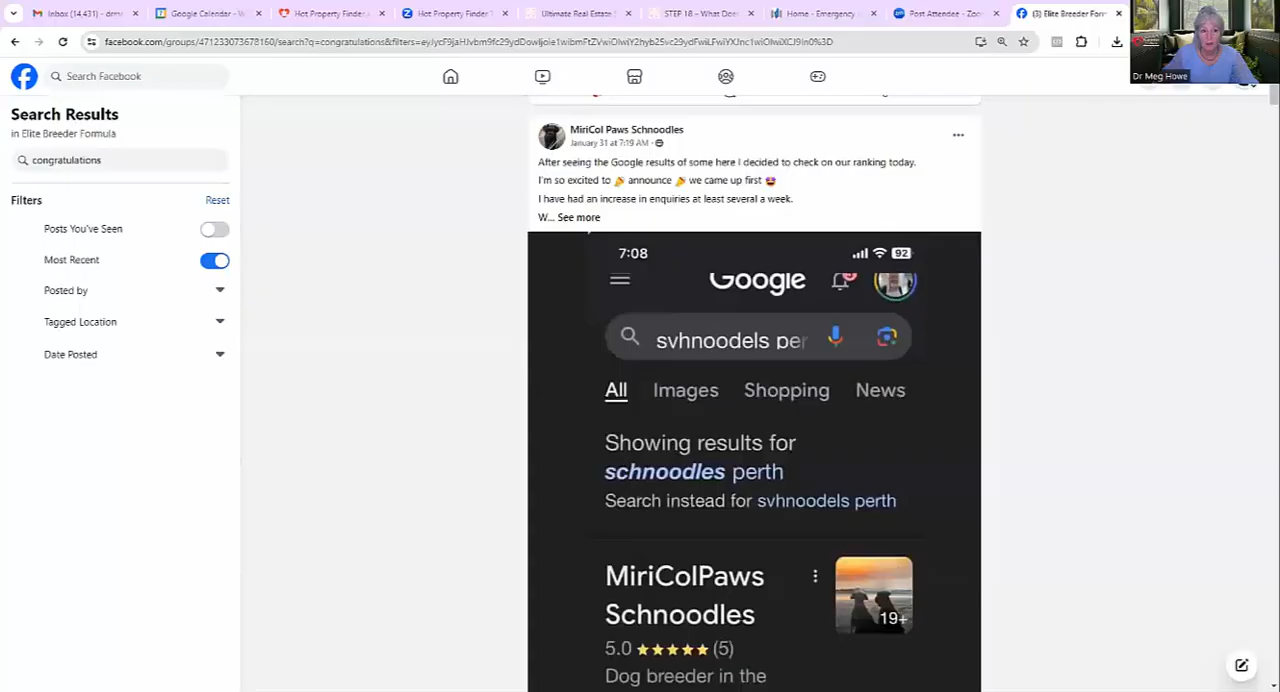 Inbox (14,431) - deme
Google Calendar - W
Hot Property Finder a
Hot Property Finder T
Ultimate Real Estate S
STEP 18 – What Does
Home - Emergency
Post Attendee - Zoom
(3) Elite Breeder Form
Search Facebook
Dr Meg Howe
Search Results
in Elite Breeder Formula
congratulations
Filters
Reset
Posts You've Seen
Most Recent
Posted by
Tagged Location
Date Posted
MiriCol Paws Schnoodles
January 31 at 7:19 AM
After seeing the Google results of some here I decided to check on our ranking today.
I'm so excited to 🎉 announce 🎉 we came up first 🤩
I have had an increase in enquiries at least several a week.
W... See more
7:08
92
Google
svhnoodels per
All Images Shopping News
Showing results for
schnoodles perth
Search instead for svhnoodels perth
MiriColPaws
Schnoodles
19+
5.0 ★★★★★ (5)
Dog breeder in the